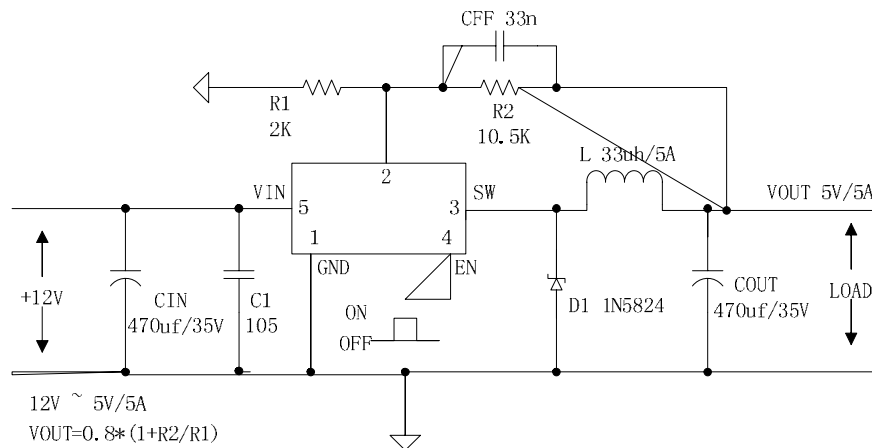 CFF 33n
R1
2K
R2
10.5K
L 33uh/5A
2
VIN
5
SW
3
VOUT 5V/5A
1
4
GND
EN
+12V
CIN
470uf/35V
C1
105
ON
OFF
D1 1N5824
COUT
470uf/35V
LOAD
12V ~ 5V/5A
VOUT=0.8*(1+R2/R1)